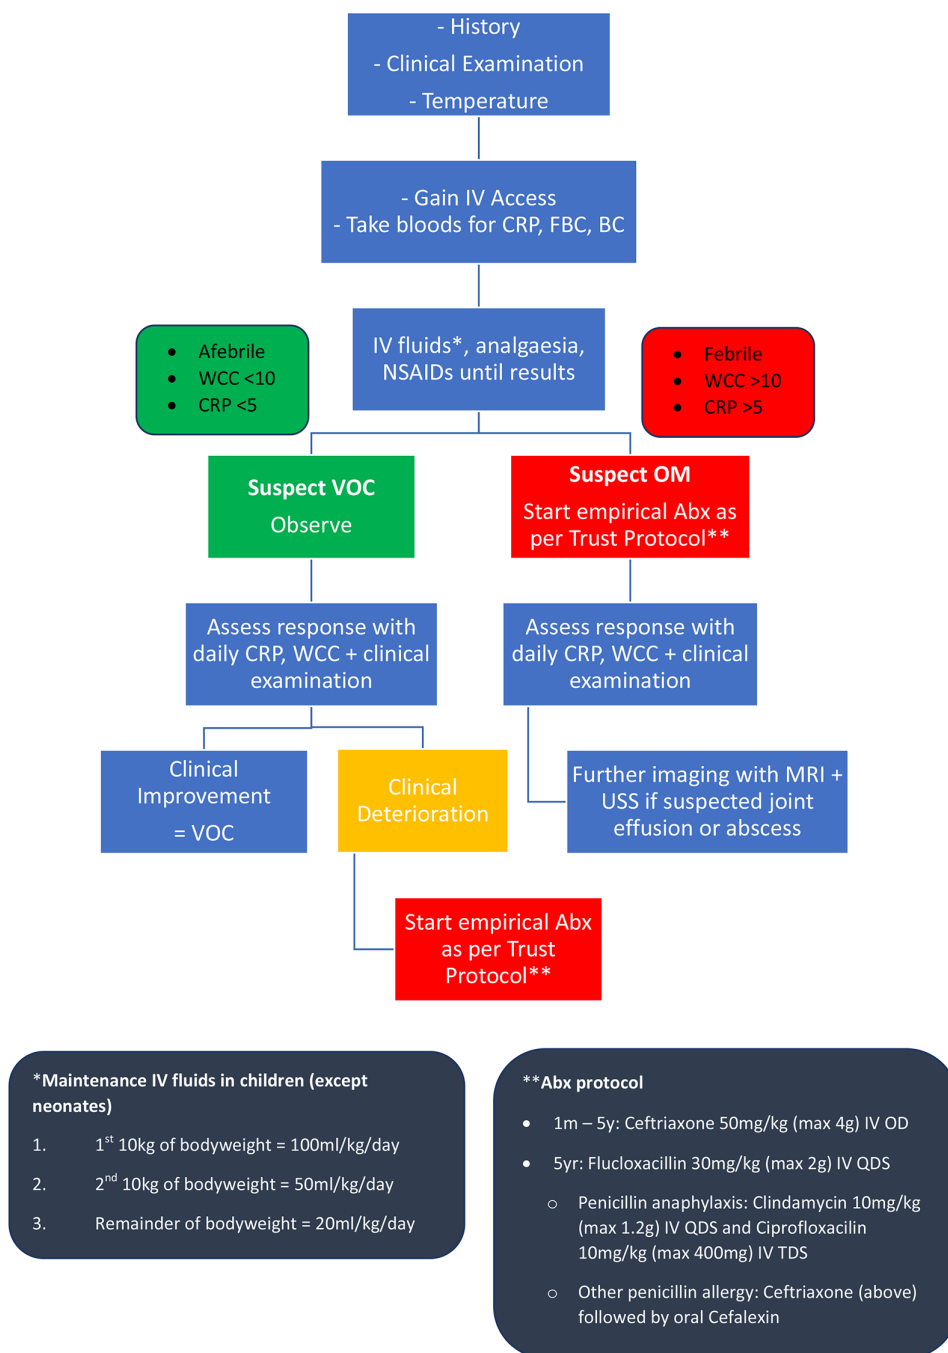 - History
- Clinical Examination
- Temperature
- Gain IV Access
- Take bloods for CRP, FBC, BC
IV fluids*, analgaesia,
NSAIDs until results
• Afebrile
• WCC <10
• CRP <5
• Febrile
• WCC >10
• CRP >5
Suspect VOC
Observe
Suspect OM
Start empirical Abx as
per Trust Protocol**
Assess response with
daily CRP, WCC + clinical
examination
Assess response with
daily CRP, WCC + clinical
examination
Clinical
Improvement
= VOC
Clinical
Deterioration
Further imaging with MRI +
USS if suspected joint
effusion or abscess
Start empirical Abx
as per Trust
Protocol**
*Maintenance IV fluids in children (except
neonates)
1. 1st 10kg of bodyweight = 100ml/kg/day
2. 2nd 10kg of bodyweight = 50ml/kg/day
3. Remainder of bodyweight = 20ml/kg/day
**Abx protocol
• 1m – 5y: Ceftriaxone 50mg/kg (max 4g) IV OD
• 5yr: Flucloxacillin 30mg/kg (max 2g) IV QDS
o Penicillin anaphylaxis: Clindamycin 10mg/kg
(max 1.2g) IV QDS and Ciprofloxacilin
10mg/kg (max 400mg) IV TDS
o Other penicillin allergy: Ceftriaxone (above)
followed by oral Cefalexin